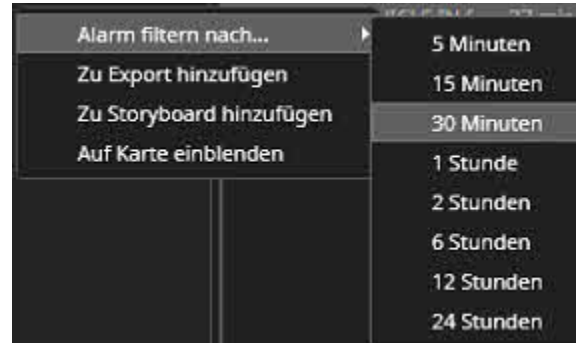 Alarm filtern nach...
Zu Export hinzufügen
Zu Storyboard hinzufügen
Auf Karte einblenden
5 Minuten
15 Minuten
30 Minuten
1 Stunde
2 Stunden
6 Stunden
12 Stunden
24 Stunden